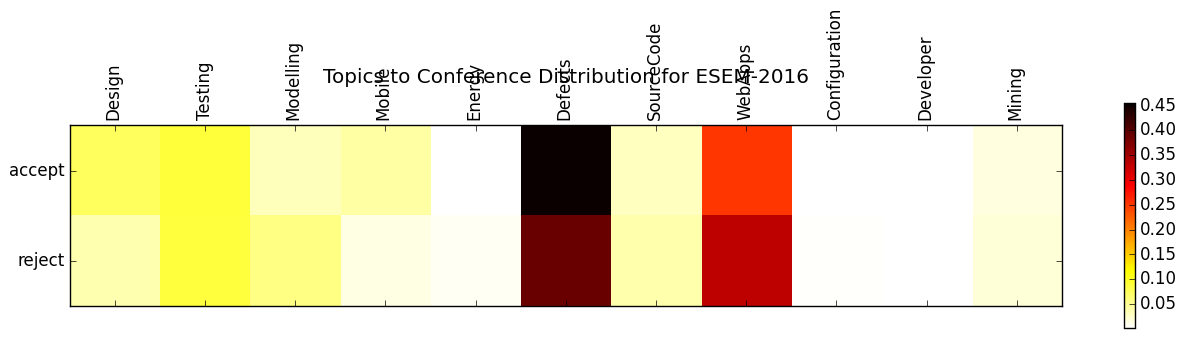 Topics to Conference Distribution for ESEM-2016
Design
Testing
Modelling
Mobile
Energy
Defects
SourceCode
WebApps
Configuration
Developer
Mining
accept
reject
0.45
0.40
0.35
0.30
0.25
0.20
0.15
0.10
0.05